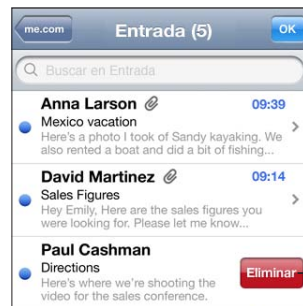 me.com
Entrada (5)
OK
Buscar en Entrada
Anna Larson 09:39
Mexico vacation
Here's a photo I took of Sandy kayaking. We
also rented a boat and did a bit of fishing...
David Martinez 09:14
Sales Figures
Hey Emily, Here are the sales figures you
were looking for. Please let me know...
Paul Cashman
Directions
Here's where we're shooting the
video for the sales conference.
Eliminar